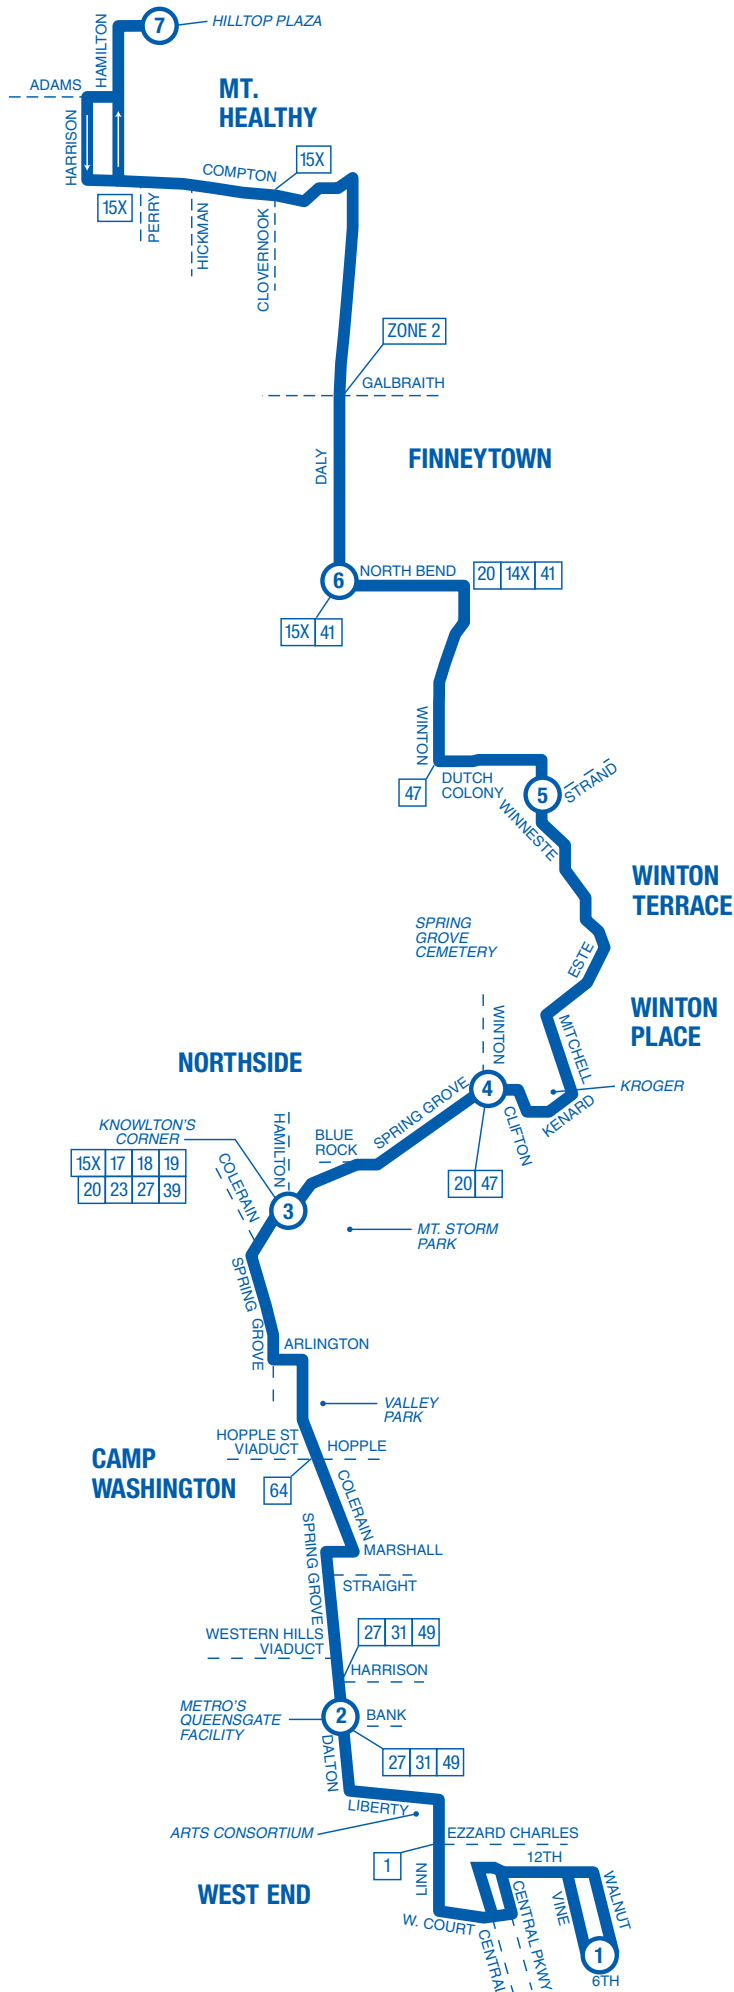 7
HILLTOP PLAZA
HAMILTON
ADAMS
MT.
HEALTHY
HARRISON
COMPTON
15X
15X
PERRY
HICKMAN
CLOVERNOOK
ZONE 2
GALBRAITH
FINNEYTOWN
DALY
6
NORTH BEND
20 14X 41
15X 41
WINTON
47
DUTCH
COLONY
5
STRAND
WINNESTE
WINTON
TERRACE
SPRING
GROVE
CEMETERY
ESTE
WINTON
PLACE
WINTON
MITCHELL
NORTHSIDE
4
KROGER
SPRING GROVE
CLIFTON
KENARD
KNOWLTON'S
CORNER
HAMILTON
BLUE
ROCK
15X 17 18 19
20 23 27 39
COLERAIN
20 47
3
MT. STORM
PARK
SPRING GROVE
ARLINGTON
VALLEY
PARK
HOPPLE ST
VIADUCT
HOPPLE
CAMP
WASHINGTON
64
COLERAIN
SPRING GROVE
MARSHALL
STRAIGHT
WESTERN HILLS
VIADUCT
27 31 49
HARRISON
METRO'S
QUEENSGATE
FACILITY
2
BANK
DALTON
27 31 49
LIBERTY
ARTS CONSORTIUM
EZZARD CHARLES
1
12TH
LINN
WEST END
W. COURT
CENTRAL
CENTRAL PKWY
VINE
WALNUT
1
6TH